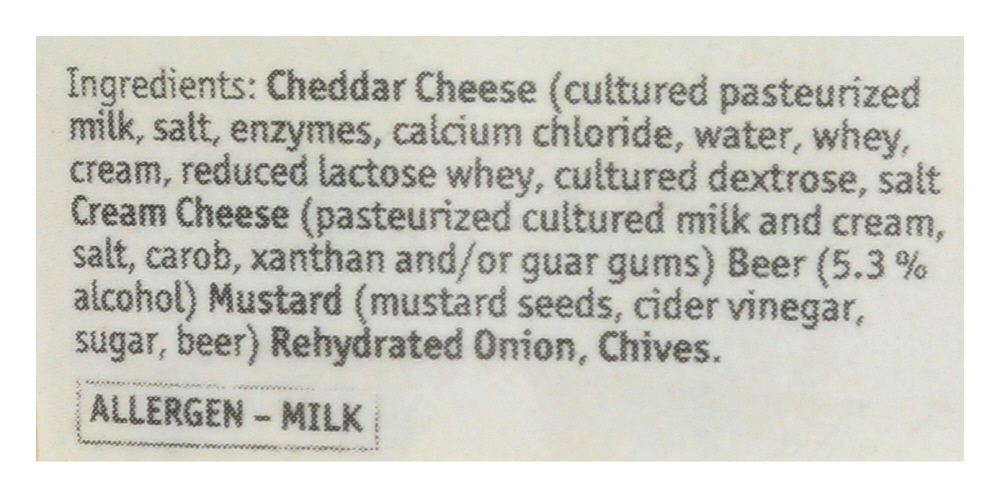 Ingredients: Cheddar Cheese (cultured pasteurized
milk, salt, enzymes, calcium chloride, water, whey,
cream, reduced lactose whey, cultured dextrose, salt
Cream Cheese (pasteurized cultured milk and cream,
salt, carob, xanthan and/or guar gums) Beer (5.3 %
alcohol) Mustard (mustard seeds, cider vinegar,
sugar, beer) Rehydrated Onion, Chives.
ALLERGEN – MILK